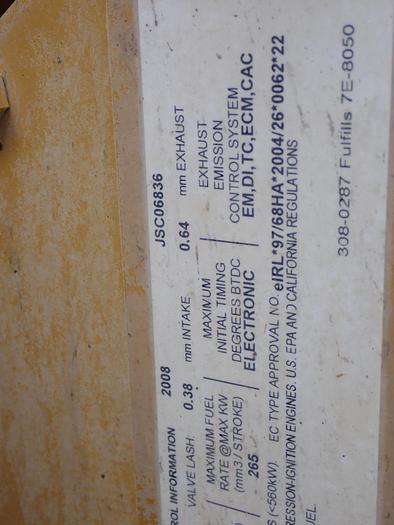 ROL INFORMATION 2008 JSC06836
VALVE LASH: 0.38 mm INTAKE 0.64 mm EXHAUST
MAXIMUM FUEL MAXIMUM EXHAUST
RATE @MAX KW INITIAL TIMING EMISSION
(mm3 / STROKE) DEGREES BTDC CONTROL SYSTEM
265 ELECTRONIC EM,DI,TC,ECM,CAC
S (<560KW) EC TYPE APPROVAL NO. eIRL*97/68HA*2004/26*0062*22
RESSION-IGNITION ENGINES, U.S. EPA AND CALIFORNIA REGULATIONS
UEL.
308-0287 Fulfills 7E-8050